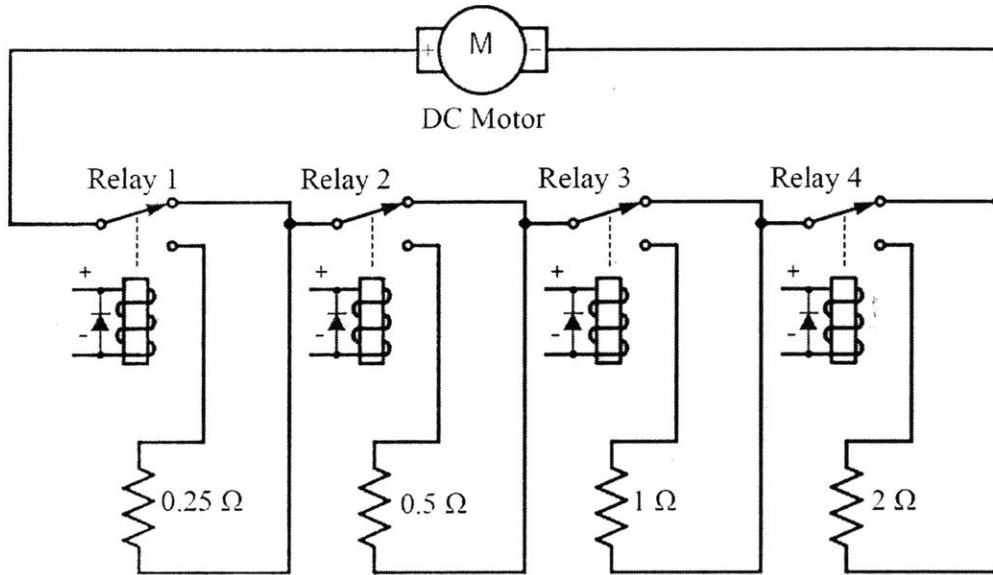 + M -
DC Motor
Relay 1 Relay 2 Relay 3 Relay 4
+ + + +
- - - -
0.25 Ω 0.5 Ω 1 Ω 2 Ω